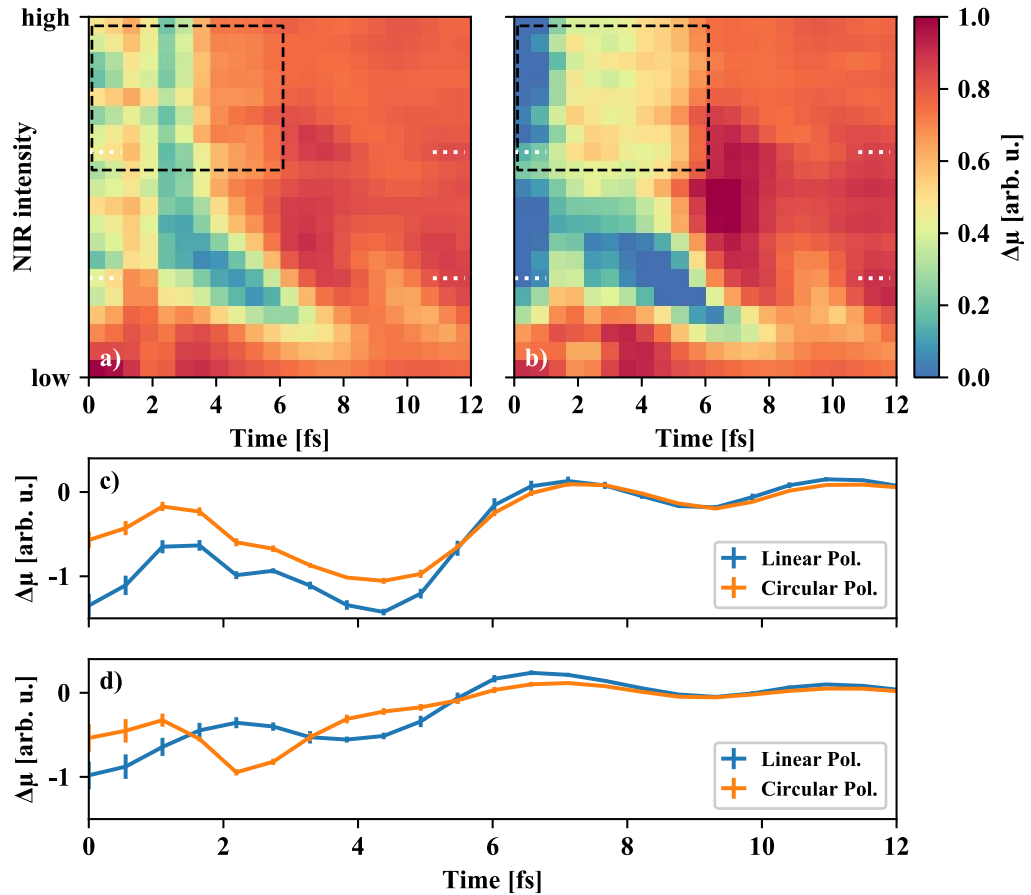 high
NIR intensity
low
a)
0 2 4 6 8 10 12
Time [fs]
b)
0 2 4 6 8 10 12
Time [fs]
1.0
0.8
0.6
0.4
0.2
0.0
Δμ [arb. u.]
c)
0
-1
Δμ [arb. u.]
Linear Pol.
Circular Pol.
d)
0
-1
Δμ [arb. u.]
Linear Pol.
Circular Pol.
0 2 4 6 8 10 12
Time [fs]